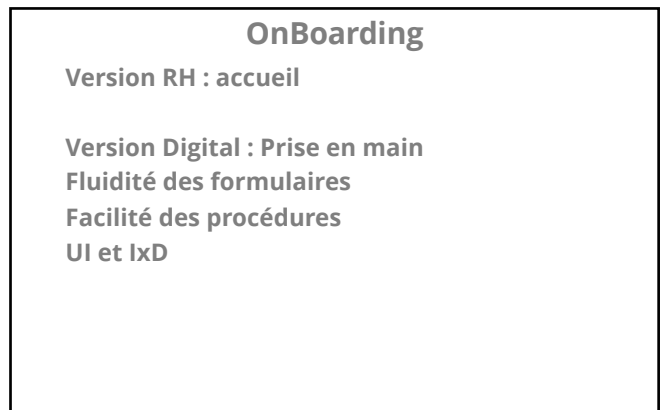 OnBoarding
Version RH : accueil
Version Digital : Prise en main
Fluidité des formulaires
Facilité des procédures
UI et IxD